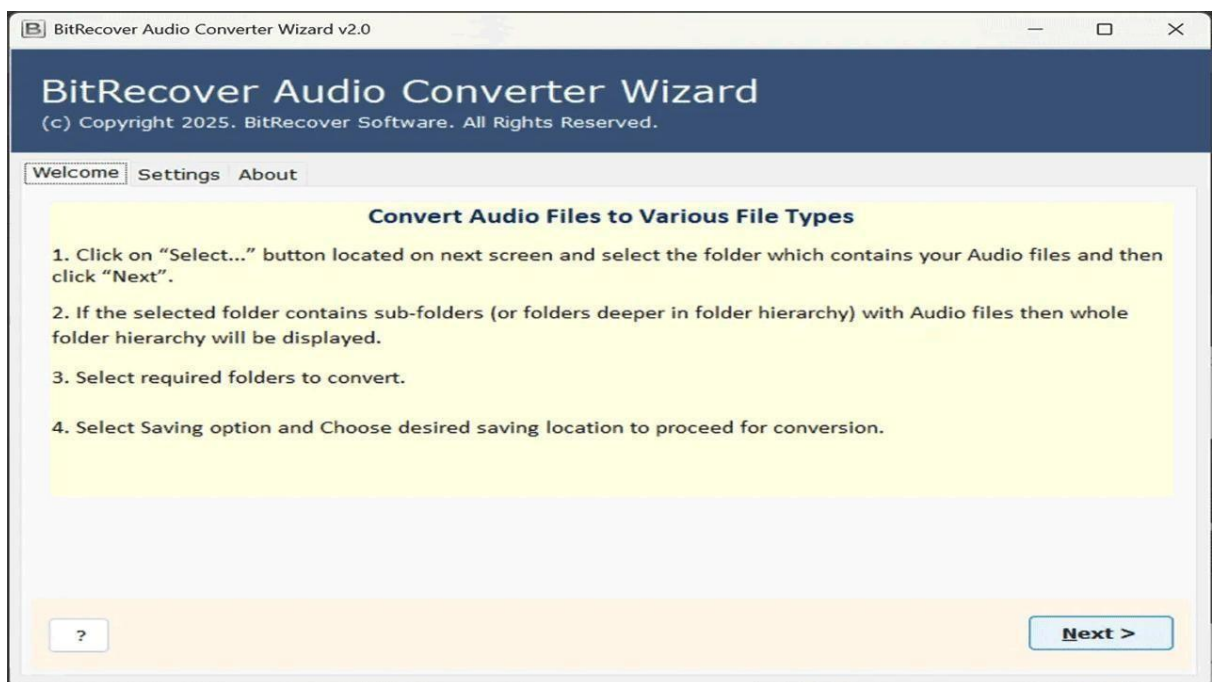 B BitRecover Audio Converter Wizard v2.0
BitRecover Audio Converter Wizard
(c) Copyright 2025. BitRecover Software. All Rights Reserved.
Welcome Settings About
Convert Audio Files to Various File Types
1. Click on “Select...” button located on next screen and select the folder which contains your Audio files and then
click “Next”.
2. If the selected folder contains sub-folders (or folders deeper in folder hierarchy) with Audio files then whole
folder hierarchy will be displayed.
3. Select required folders to convert.
4. Select Saving option and Choose desired saving location to proceed for conversion.
? Next >